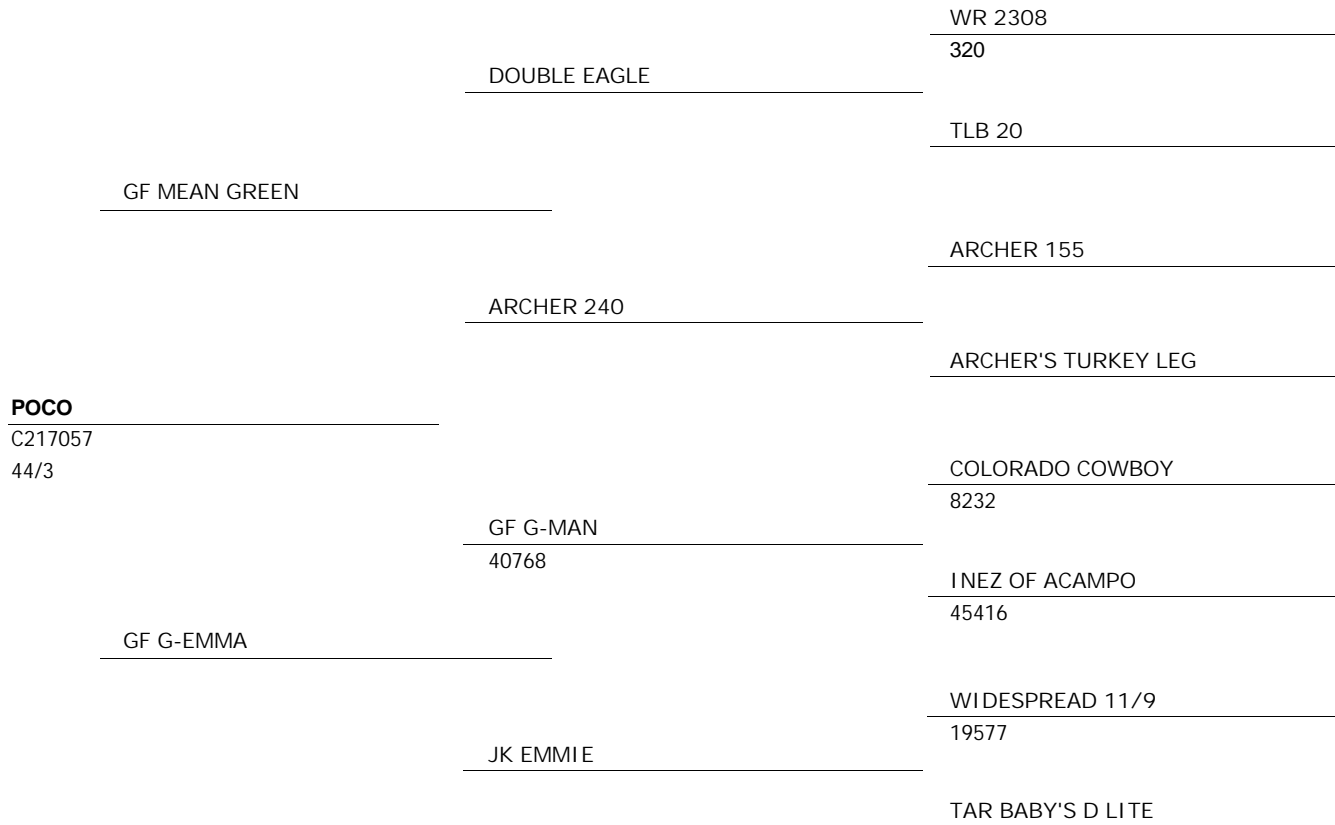 WR 2308
320
DOUBLE EAGLE
TLB 20
GF MEAN GREEN
ARCHER 155
ARCHER 240
ARCHER'S TURKEY LEG
POCO
C217057
44/3
COLORADO COWBOY
8232
GF G-MAN
40768
INEZ OF ACAMPO
45416
GF G-EMMA
WIDESPREAD 11/9
19577
JK EMMIE
TAR BABY'S D LITE